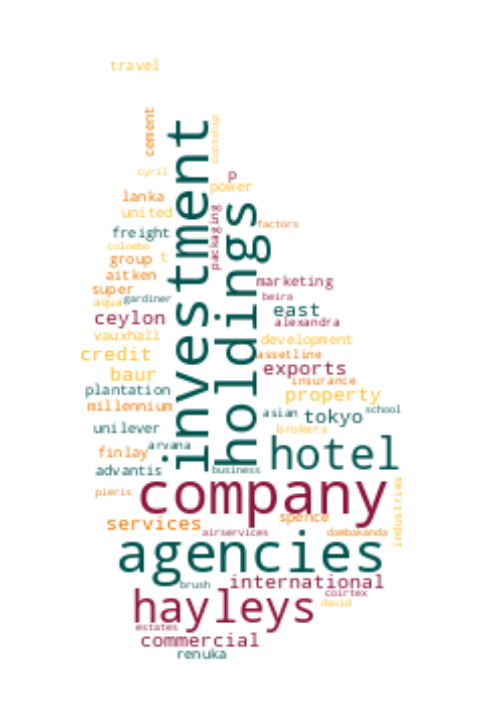 travel
cement
contship
investment
cyril
p
pomer
lanka
holdings
united
packaging
factors
freight
colombo
t
group
aitken
marketing
super
aqua
gardiner
beira
east
ceylon
alexandra
vauxhall
development
credit
assetline
exports
baur
insurance
plantation
property
millennium
asian
tokyo
school
unilever
brokers
arvana
hotel
finlay
advantis
business
pieris
company
industries
services
spence
airservices
dambakanda
agencies
brush
international
coirtex
hayleys
david
estates
commercial
renuka